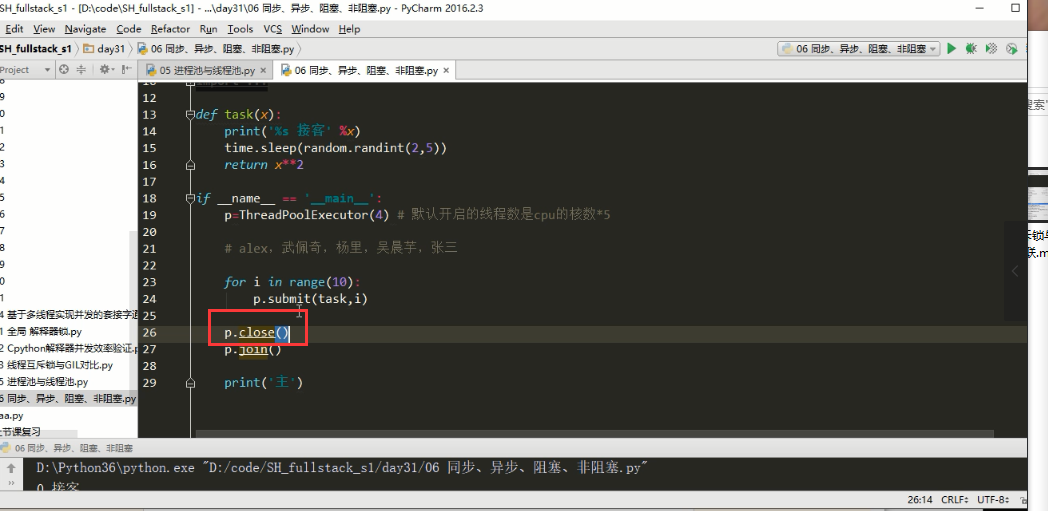 SH_fullstack_s1 - [D:\code\SH_fullstack_s1] - ...\day31\06 同步、异步、阻塞、非阻塞.py - PyCharm 2016.2.3
Edit View Navigate Code Refactor Run Tools VCS Window Help
SH_fullstack_s1 day31 06 同步、异步、阻塞、非阻塞.py 06 同步、异步、阻塞、非阻塞
Project 05 进程池与线程池.py 06 同步、异步、阻塞、非阻塞.py
12
13 def task(x):
14 print('%s 接客' %x)
15 time.sleep(random.randint(2,5))
16 return x**2
17
18 if __name__ == '__main__':
19 p=ThreadPoolExecutor(4) # 默认开启的线程数是cpu的核数*5
20
21 # alex，武佩奇，杨里，吴晨芋，张三
22
23 for i in range(10):
24 p.submit(task,i)
25
26 p.close()
27 p.join()
28
29 print('主')
4 基于多线程实现并发的套接字通
1 全局 解释器锁.py
2 Cpython解释器并发效率验证.p
3 线程互斥锁与GIL对比.py
5 进程池与线程池.py
6 同步、异步、阻塞、非阻塞.py
aa.py
上节课复习
06 同步、异步、阻塞、非阻塞
D:\Python36\python.exe "D:/code/SH_fullstack_s1/day31/06 同步、异步、阻塞、非阻塞.py"
0 接客
26:14 CRLF UTF-8